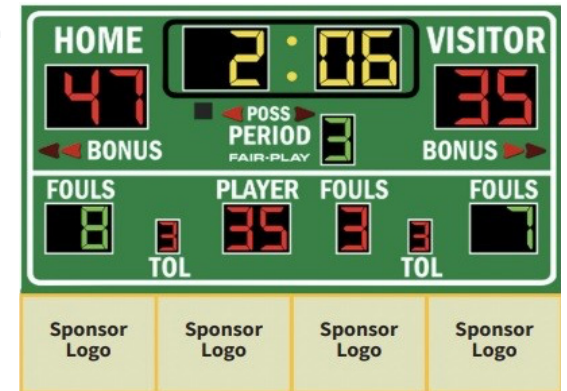 HOME
2:06
VISITOR
47
35
POSS
PERIOD
3
FAIR-PLAY
BONUS
BONUS
FOULS
PLAYER
FOULS
FOULS
8
3
35
3
3
7
TOL
TOL
Sponsor
Logo
Sponsor
Logo
Sponsor
Logo
Sponsor
Logo